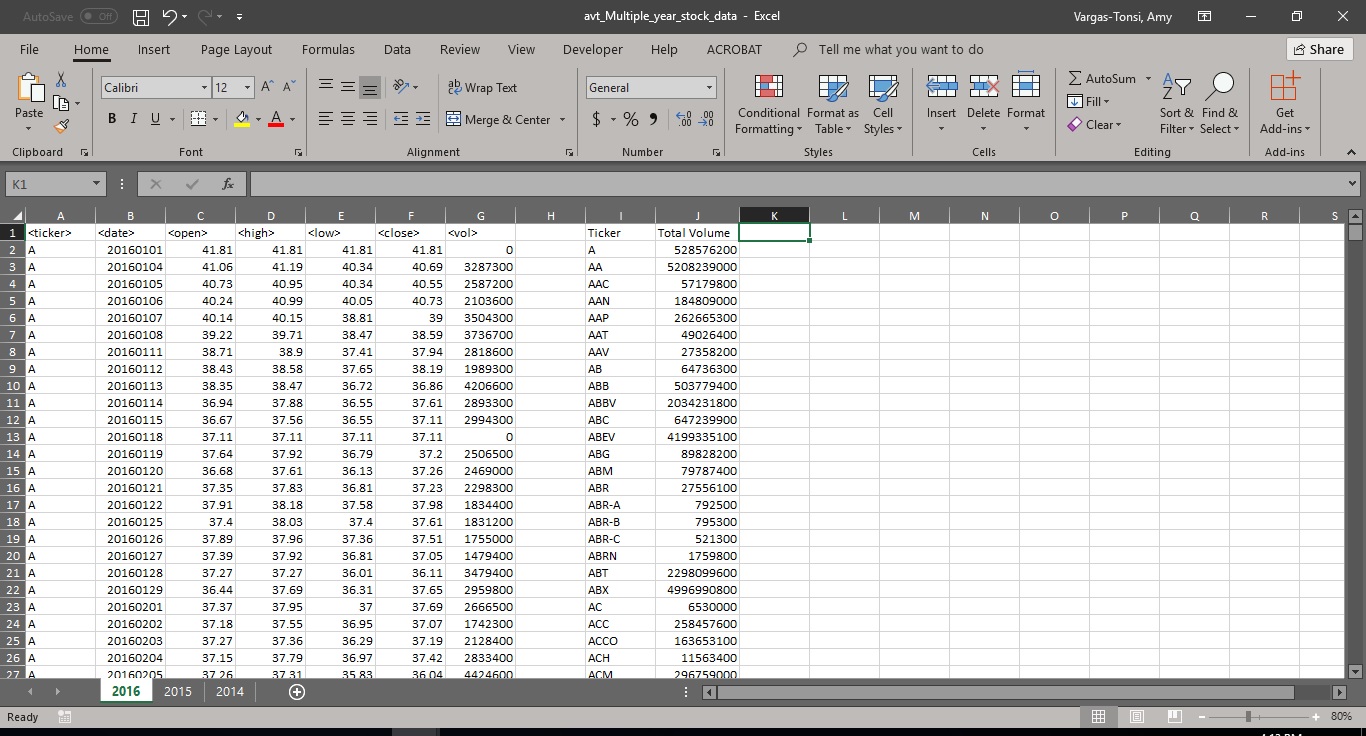 AutoSave Off avt_Multiple_year_stock_data - Excel Vargas-Tonsi, Amy
File Home Insert Page Layout Formulas Data Review View Developer Help ACROBAT Tell me what you want to do Share
Calibri 12 A A Wrap Text General AutoSum
Paste B I U A Merge & Center $ % Conditional Formatting Format as Table Cell Styles Insert Delete Format Fill Clear Sort & Filter Find & Select Get Add-ins
Clipboard Font Alignment Number Styles Cells Editing Add-ins
K1 fx
A B C D E F G H I J K L M N O P Q R S
1 <ticker> <date> <open> <high> <low> <close> <vol> Ticker Total Volume
2 A 20160101 41.81 41.81 41.81 41.81 0 A 528576200
3 A 20160104 41.06 41.19 40.34 40.69 3287300 AA 5208239000
4 A 20160105 40.73 40.95 40.34 40.55 2587200 AAC 57179800
5 A 20160106 40.24 40.99 40.05 40.73 2103600 AAN 184809000
6 A 20160107 40.14 40.15 38.81 39 3504300 AAP 262665300
7 A 20160108 39.22 39.71 38.47 38.59 3736700 AAT 49026400
8 A 20160111 38.71 38.9 37.41 37.94 2818600 AAV 27358200
9 A 20160112 38.43 38.58 37.65 38.19 1989300 AB 64736300
10 A 20160113 38.35 38.47 36.72 36.86 4206600 ABB 503779400
11 A 20160114 36.94 37.88 36.55 37.61 2893300 ABBV 2034231800
12 A 20160115 36.67 37.56 36.55 37.11 2994300 ABC 647239900
13 A 20160118 37.11 37.11 37.11 37.11 0 ABEV 4199335100
14 A 20160119 37.64 37.92 36.79 37.2 2506500 ABG 89828200
15 A 20160120 36.68 37.61 36.13 37.26 2469000 ABM 79787400
16 A 20160121 37.35 37.83 36.81 37.23 2298300 ABR 27556100
17 A 20160122 37.91 38.18 37.58 37.98 1834400 ABR-A 792500
18 A 20160125 37.4 38.03 37.4 37.61 1831200 ABR-B 795300
19 A 20160126 37.89 37.96 37.36 37.51 1755000 ABR-C 521300
20 A 20160127 37.39 37.92 36.81 37.05 1479400 ABRN 1759800
21 A 20160128 37.27 37.27 36.01 36.11 3479400 ABT 2298099600
22 A 20160129 36.44 37.69 36.31 37.65 2959800 ABX 4996990800
23 A 20160201 37.37 37.95 37 37.69 2666500 AC 6530000
24 A 20160202 37.18 37.55 36.95 37.07 1742300 ACC 258457600
25 A 20160203 37.27 37.36 36.29 37.19 2128400 ACCO 163653100
26 A 20160204 37.15 37.79 36.97 37.42 2833400 ACH 11563400
27 A 20160205 37.26 37.31 35.83 36.04 4424600 ACM 296759000
2016 2015 2014
Ready 80%